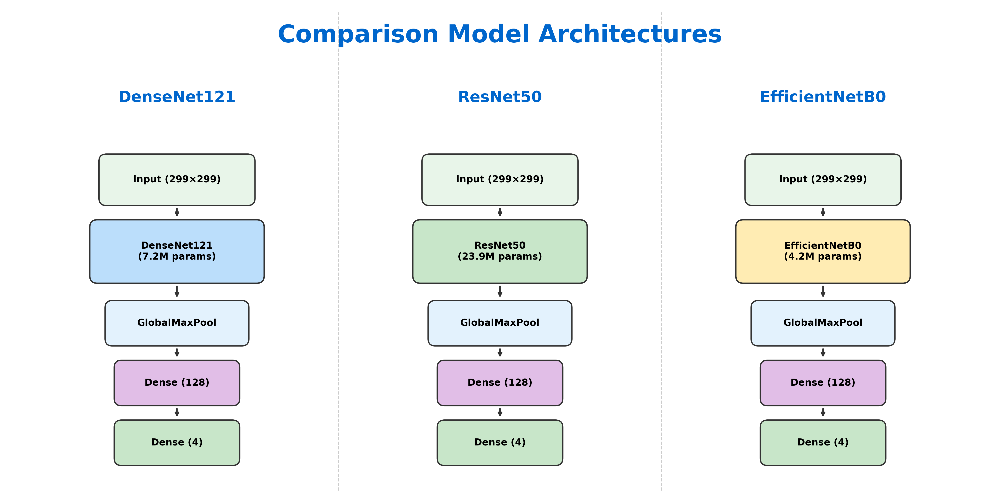 Comparison Model Architectures
DenseNet121
Input (299×299)
DenseNet121
(7.2M params)
GlobalMaxPool
Dense (128)
Dense (4)
ResNet50
Input (299×299)
ResNet50
(23.9M params)
GlobalMaxPool
Dense (128)
Dense (4)
EfficientNetB0
Input (299×299)
EfficientNetB0
(4.2M params)
GlobalMaxPool
Dense (128)
Dense (4)